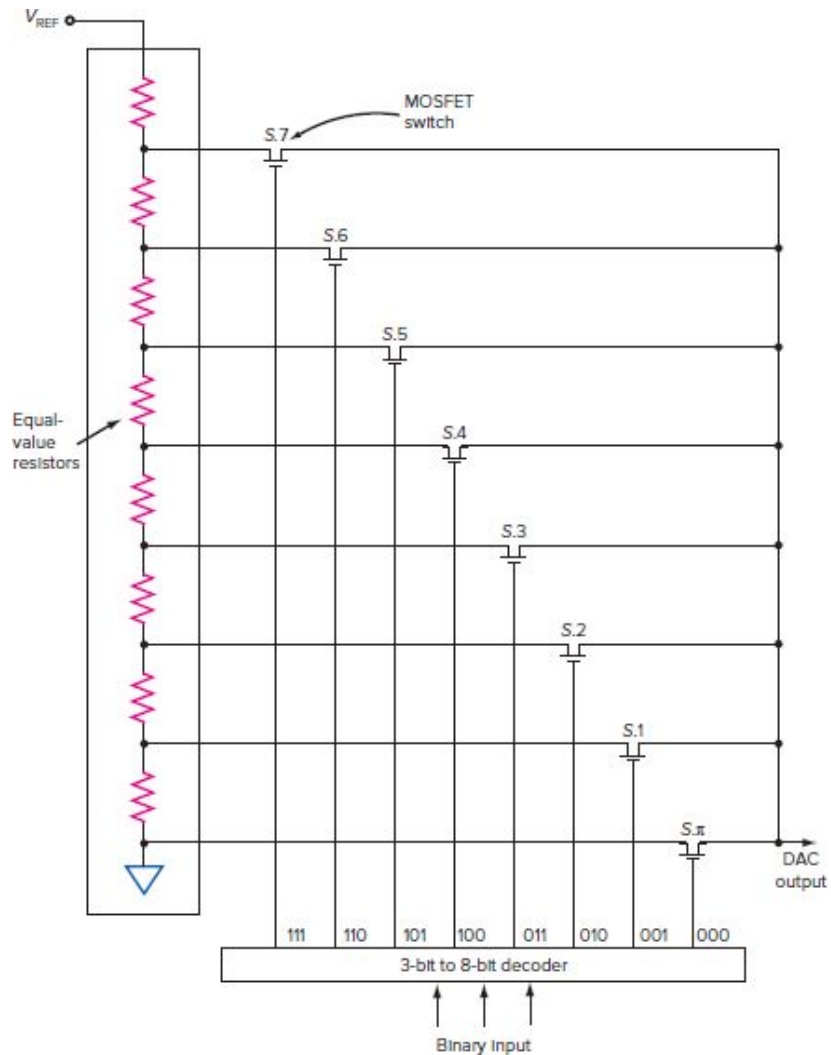 V_REF
MOSFET
switch
S.7
S.6
S.5
Equal-
value
resistors
S.4
S.3
S.2
S.1
S.π
DAC
output
111 110 101 100 011 010 001 000
3-bit to 8-bit decoder
Binary input